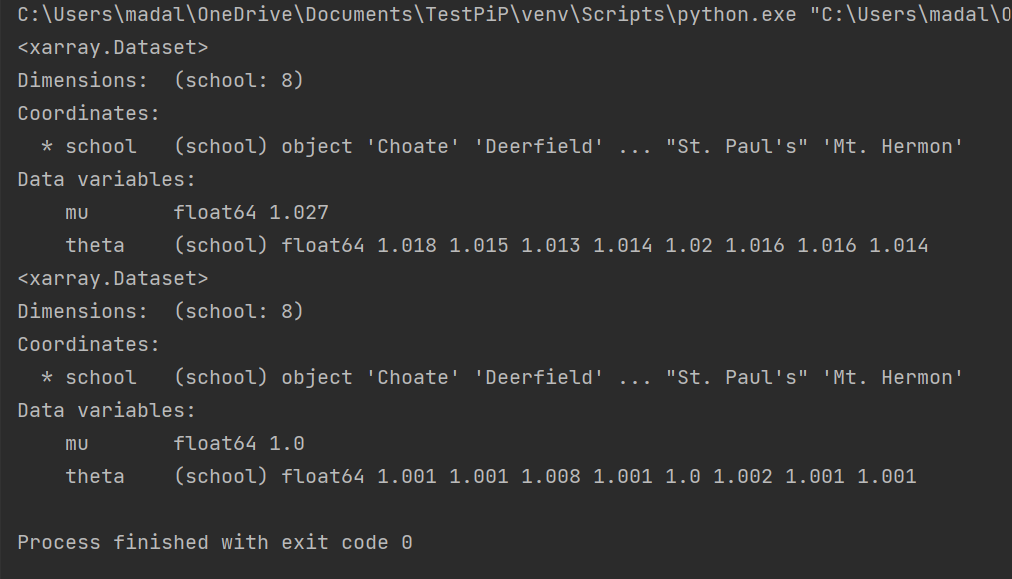 C:\Users\madal\OneDrive\Documents\TestPiP\venv\Scripts\python.exe "C:\Users\madal\O
<xarray.Dataset>
Dimensions:  (school: 8)
Coordinates:
  * school   (school) object 'Choate' 'Deerfield' ... "St. Paul's" 'Mt. Hermon'
Data variables:
    mu       float64 1.027
    theta    (school) float64 1.018 1.015 1.013 1.014 1.02 1.016 1.016 1.014
<xarray.Dataset>
Dimensions:  (school: 8)
Coordinates:
  * school   (school) object 'Choate' 'Deerfield' ... "St. Paul's" 'Mt. Hermon'
Data variables:
    mu       float64 1.0
    theta    (school) float64 1.001 1.001 1.008 1.001 1.0 1.002 1.001 1.001
Process finished with exit code 0